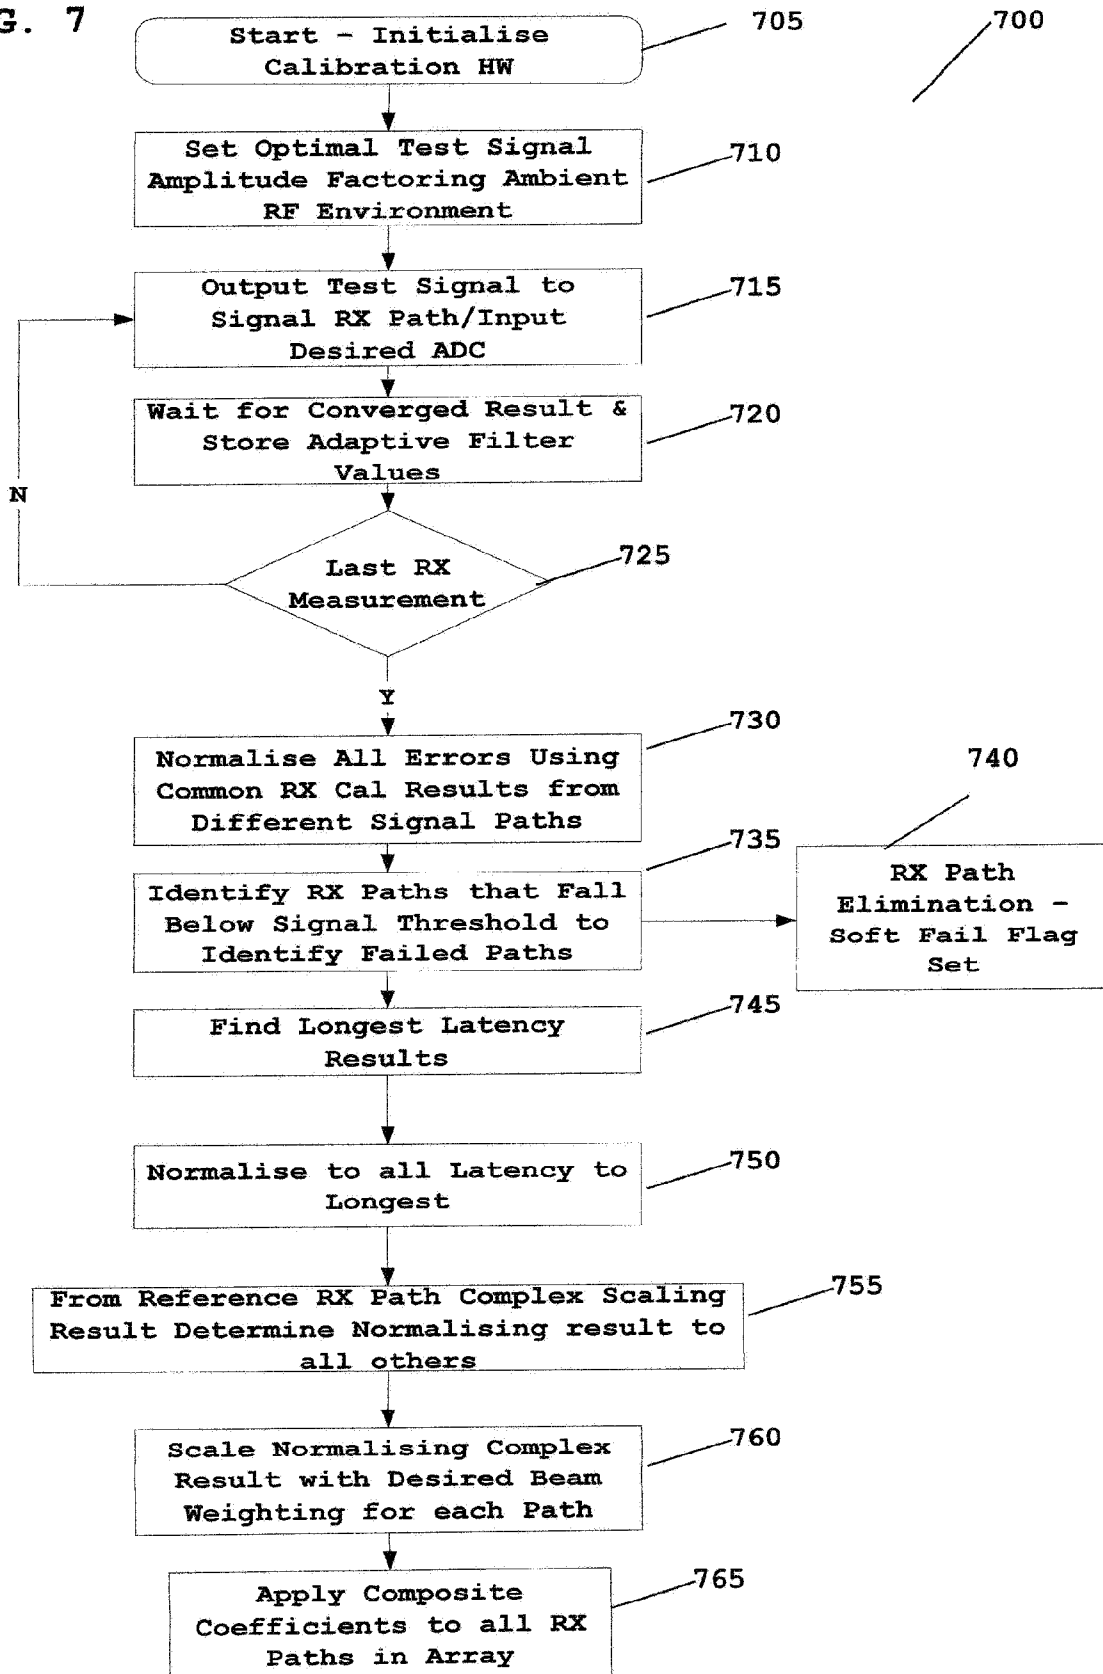 G. 7
Start - Initialise
Calibration HW
705
700
Set Optimal Test Signal
Amplitude Factoring Ambient
RF Environment
710
Output Test Signal to
Signal RX Path/Input
Desired ADC
715
Wait for Converged Result &
Store Adaptive Filter
Values
720
N
Last RX
Measurement
725
Y
Normalise All Errors Using
Common RX Cal Results from
Different Signal Paths
730
Identify RX Paths that Fall
Below Signal Threshold to
Identify Failed Paths
735
740
RX Path
Elimination -
Soft Fail Flag
Set
Find Longest Latency
Results
745
Normalise to all Latency to
Longest
750
From Reference RX Path Complex Scaling
Result Determine Normalising result to
all others
755
Scale Normalising Complex
Result with Desired Beam
Weighting for each Path
760
Apply Composite
Coefficients to all RX
Paths in Array
765